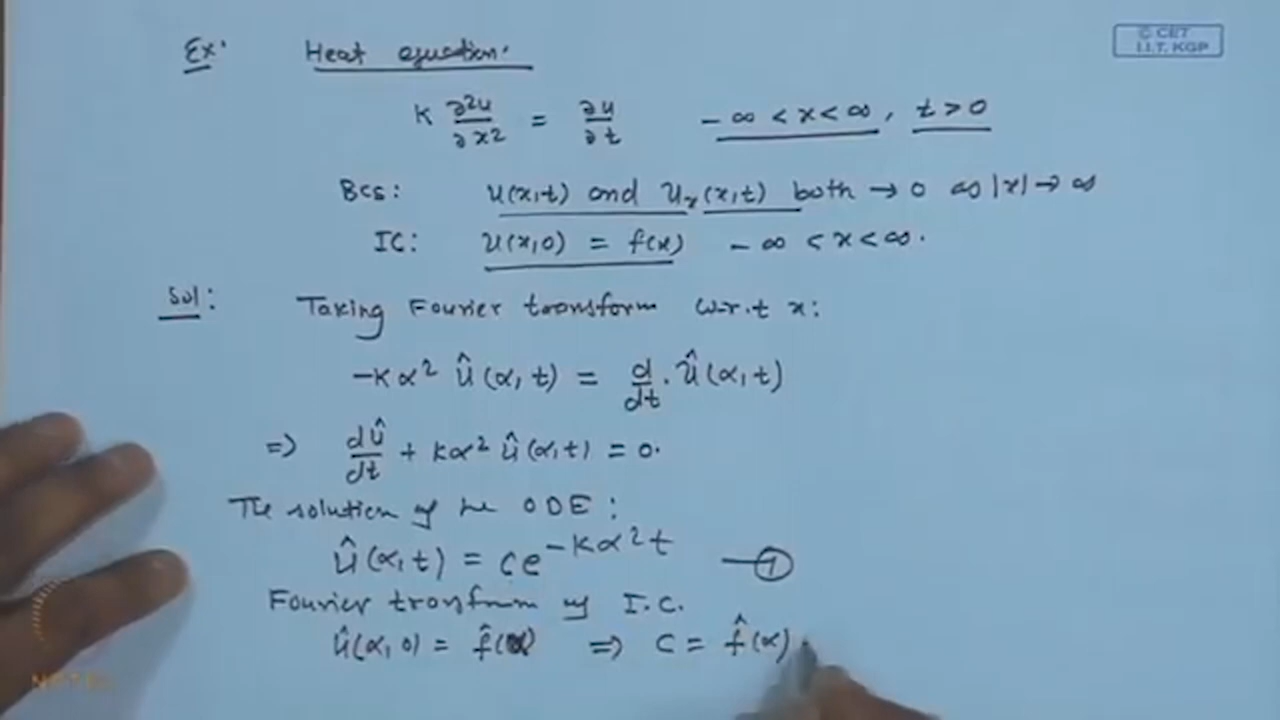 © CET
I.I.T. KGP
Ex. Heat equation.
K ∂²u/∂x² = ∂u/∂t -∞ < x < ∞, t > 0
Bcs: u(x,t) and uₓ(x,t) both → 0 as |x| → ∞
IC: u(x,0) = f(x) -∞ < x < ∞.
Sol: Taking Fourier transform w.r.t x:
-Kα² û(α,t) = d/dt . û(α,t)
=> dû/dt + Kα² û(α,t) = 0.
The solution of the ODE:
û(α,t) = ce^{-Kα²t} —①
Fourier transform of I.C.
û(α,0) = f̂(α) => C = f̂(α).